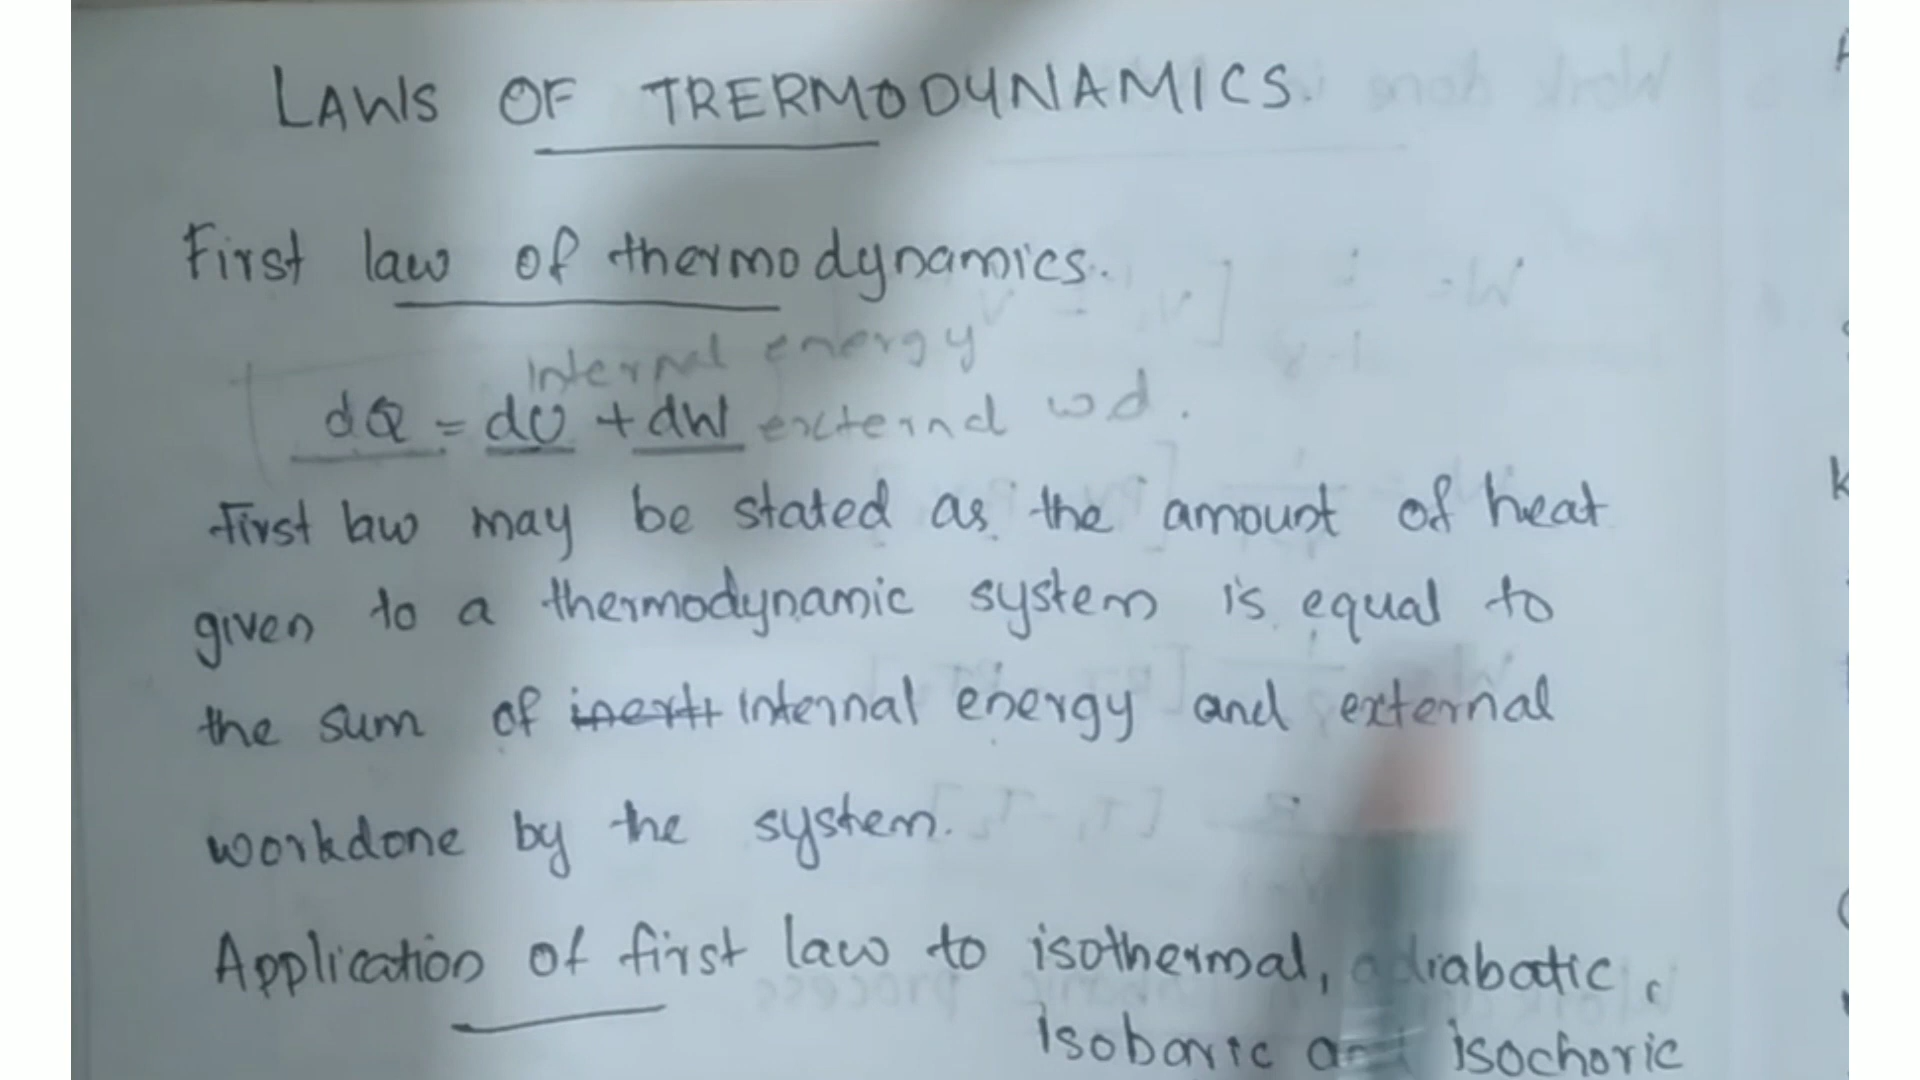 LAWS OF TRERMODYNAMICS.
First law of thermodynamics.
Internal energy
dQ = dU + dW external wd.
First law may be stated as the amount of heat
given to a thermodynamic system is equal to
the sum of inert internal energy and external
workdone by the system.
Application of first law to isothermal, adiabatic,
Isobaric and isochoric